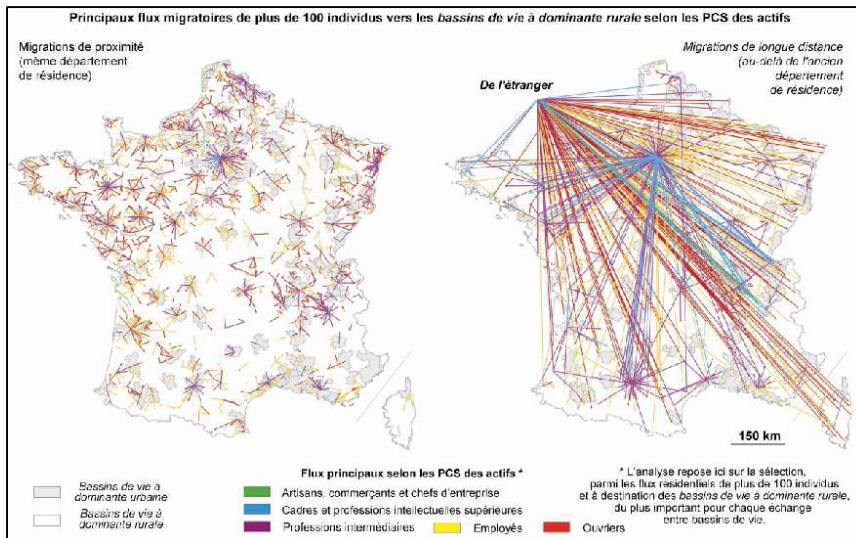 Principaux flux migratoires de plus de 100 individus vers les bassins de vie à dominante rurale selon les PCS des actifs
Migrations de proximité
(même département
de résidence)
Migrations de longue distance
(au-delà de l'ancien
département
de résidence)
De l'étranger
150 km
Bassins de vie à
dominante urbaine
Bassins de vie à
dominante rurale
Flux principaux selon les PCS des actifs *
Artisans, commerçants et chefs d'entreprise
Cadres et professions intellectuelles supérieures
Professions intermédiaires
Employés
Ouvriers
* L'analyse repose ici sur la sélection,
parmi les flux résidentiels de plus de 100 individus
et à destination des bassins de vie à dominante rurale,
du plus important pour chaque échange
entre bassins de vie.